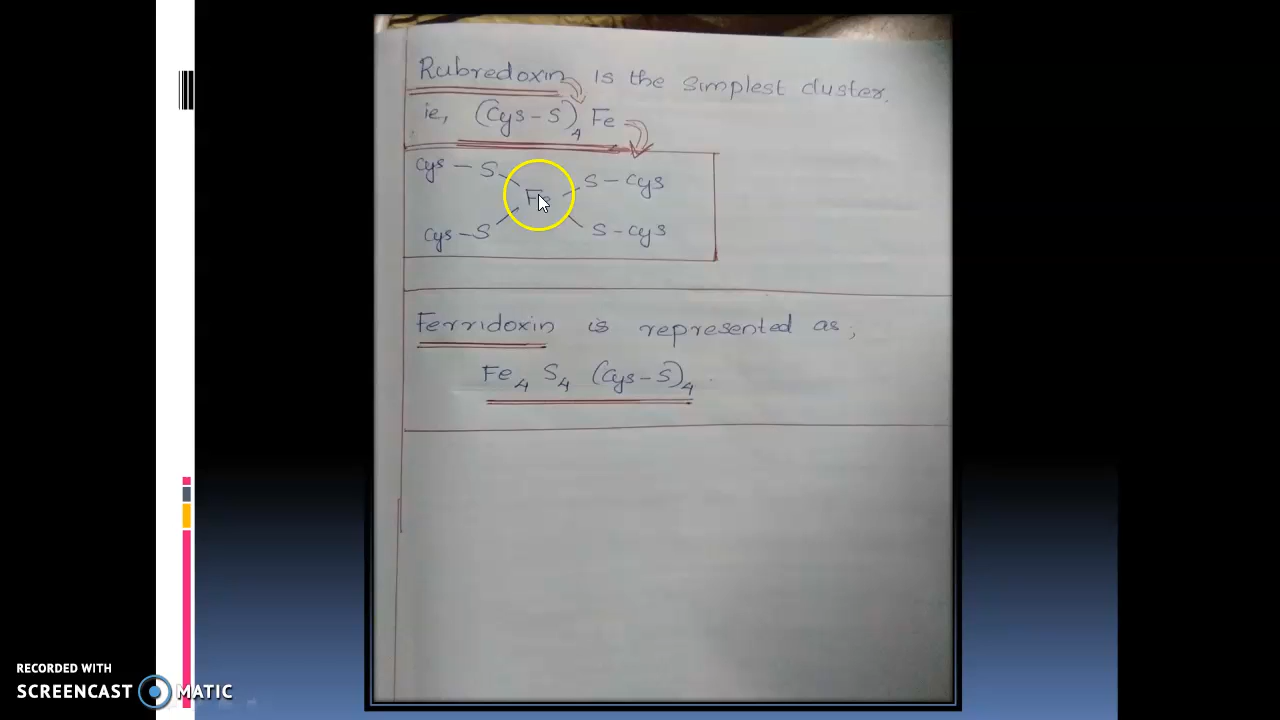 Rubredoxin is the simplest cluster.
ie, (Cys-S)₄ Fe
Cys - S S - Cys
Fe
Cys - S S - Cys
Ferridoxin is represented as,
Fe₄ S₄ (Cys-S)₄
RECORDED WITH
SCREENCAST MATIC